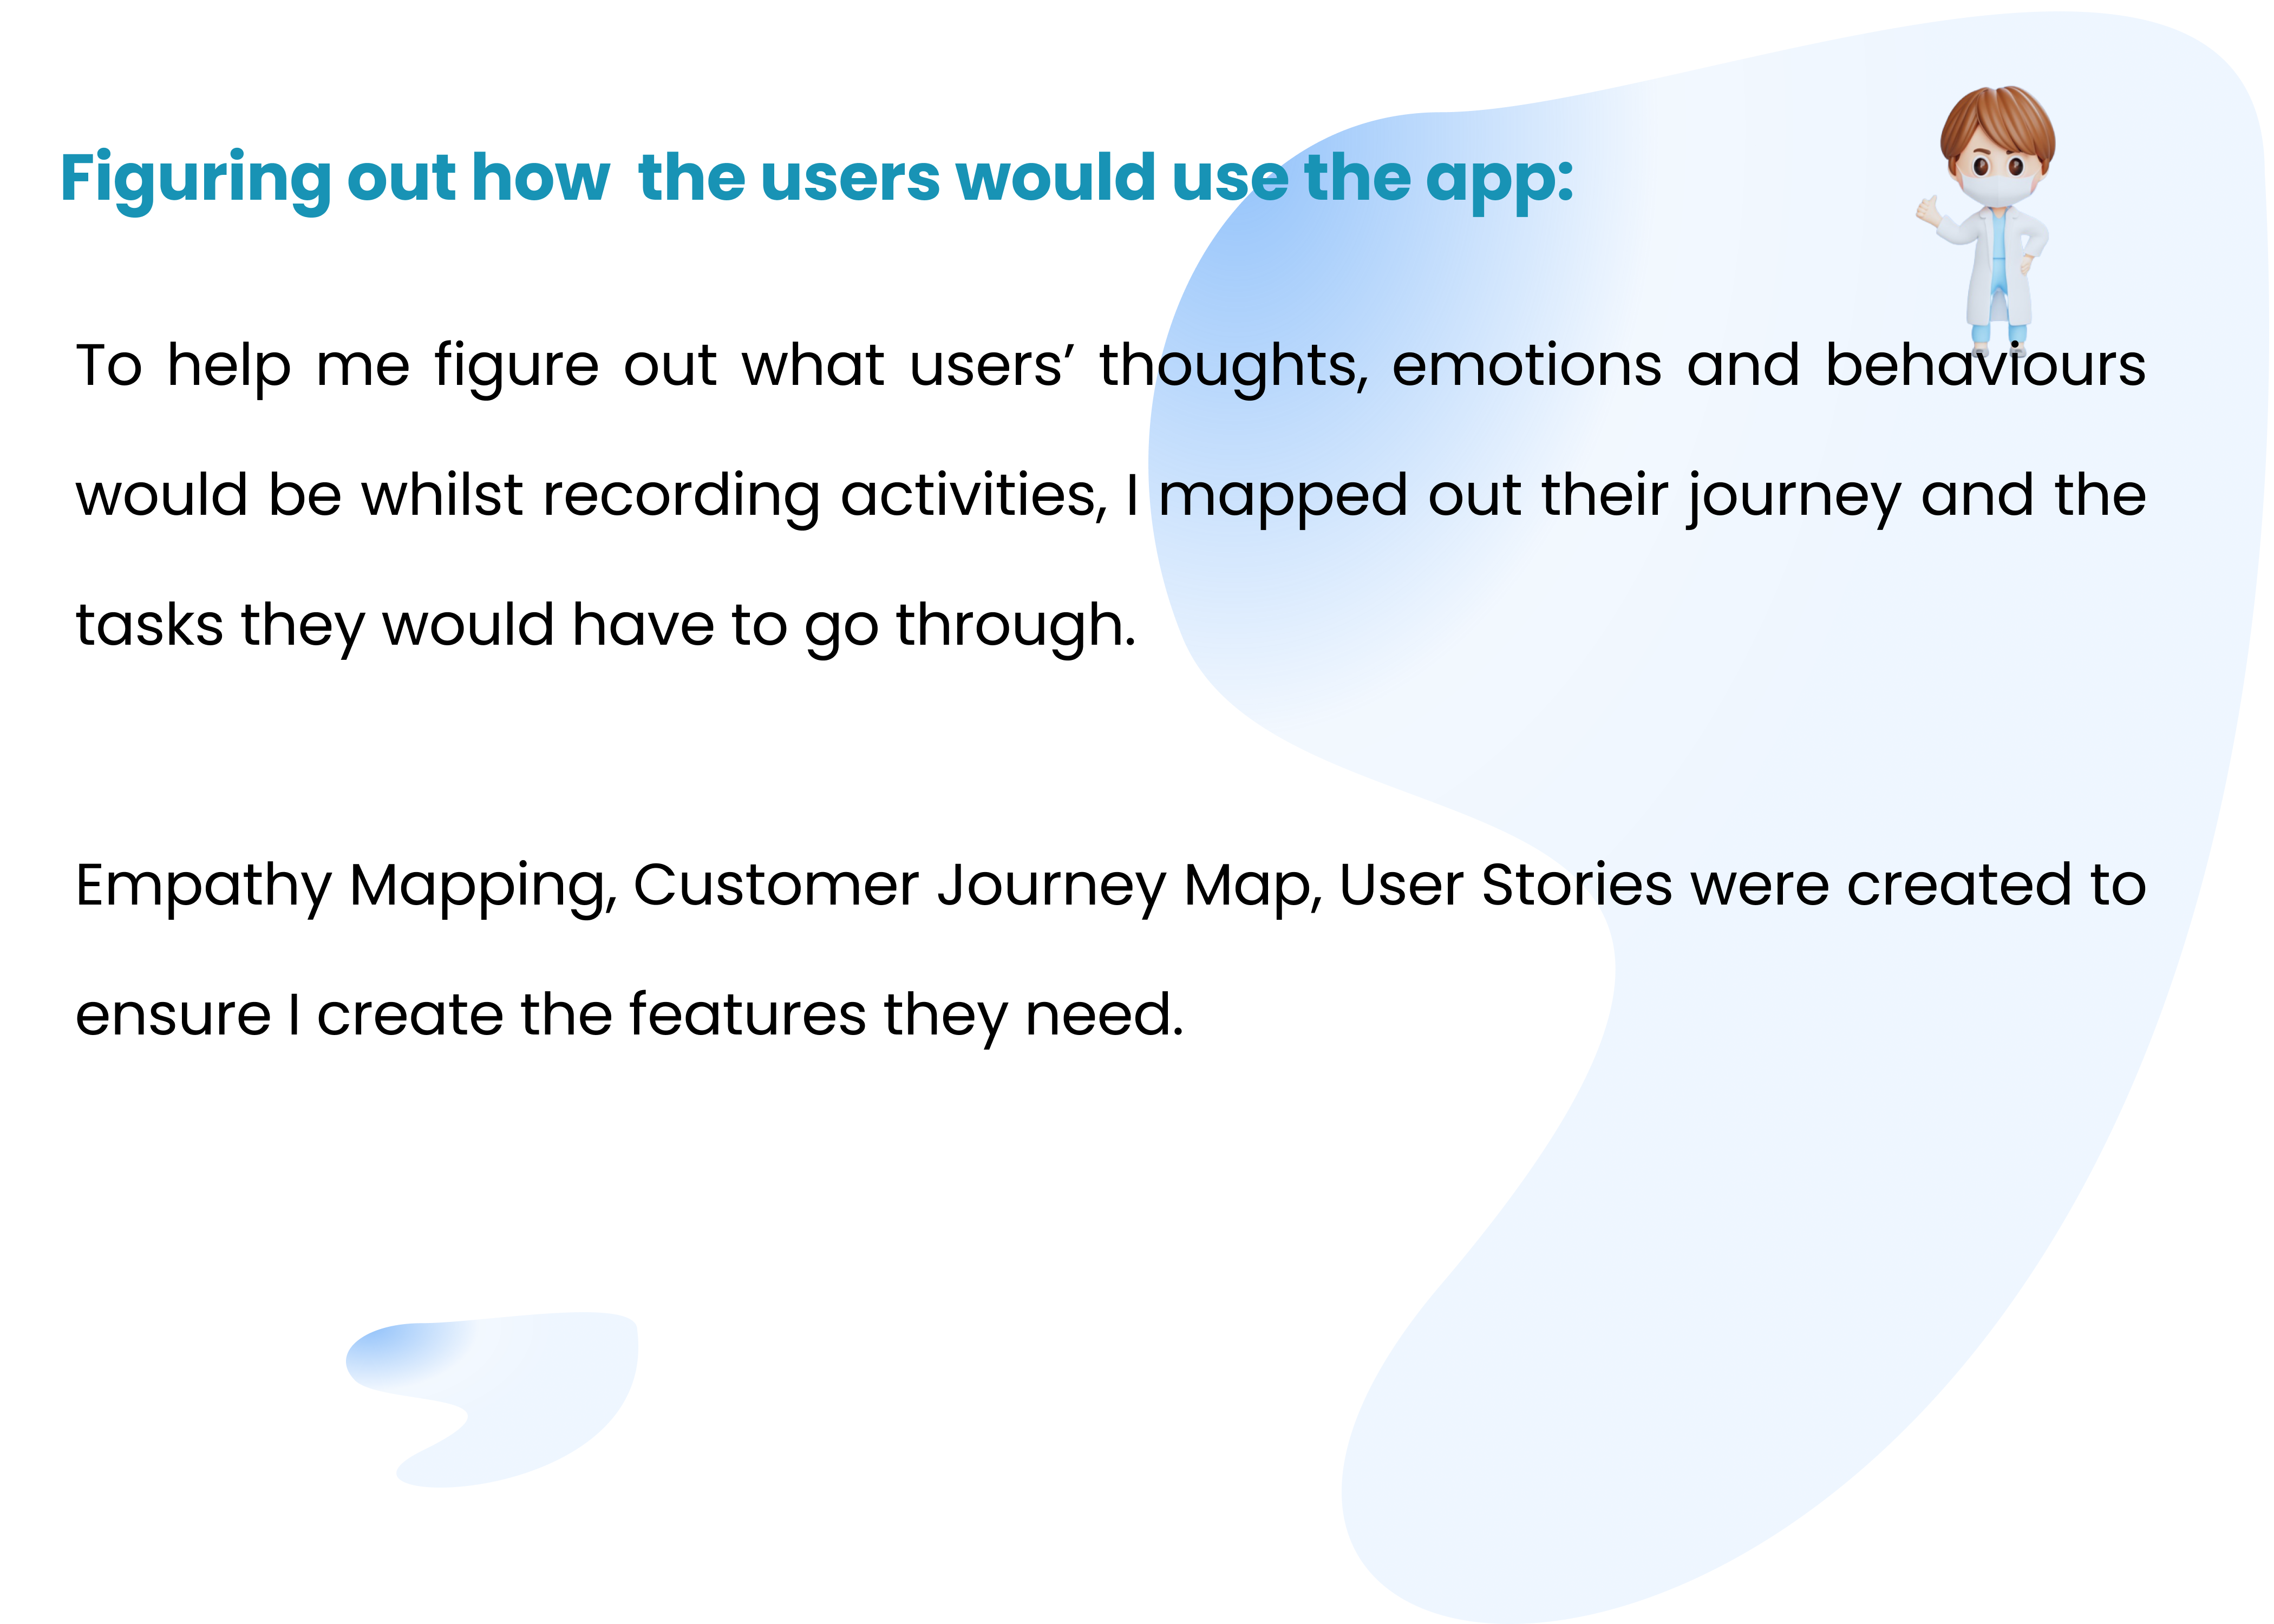 Figuring out how  the users would use the app:
To help me figure out what users’ thoughts, emotions and behaviours
would be whilst recording activities, I mapped out their journey and the
tasks they would have to go through.
Empathy Mapping, Customer Journey Map, User Stories were created to
ensure I create the features they need.